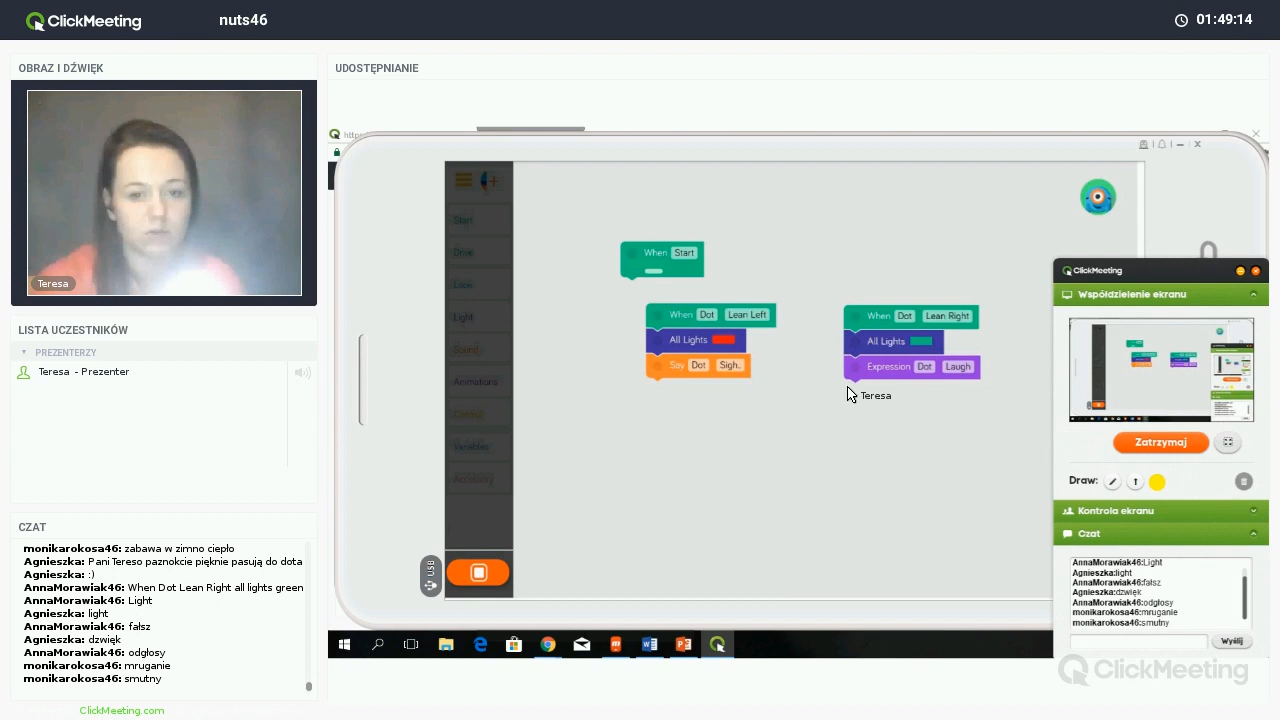 ClickMeeting
nuts46
01:49:14
OBRAZ I DŹWIĘK
Teresa
LISTA UCZESTNIKÓW
PREZENTERZY
Teresa - Prezenter
CZAT
monikarokosa46: zabawa w zimno ciepło
Agnieszka: Pani Tereso paznokcie pięknie pasują do dota
Agnieszka: :)
AnnaMorawiak46: When Dot Lean Right all lights green
AnnaMorawiak46: Light
Agnieszka: light
AnnaMorawiak46: fałsz
Agnieszka: dzwięk
AnnaMorawiak46: odgłosy
monikarokosa46: mruganie
monikarokosa46: smutny
ClickMeeting.com
UDOSTĘPNIANIE
Start
Drive
Look
Light
Sound
Animations
Control
Variables
Accessory
USB
When Start
When Dot Lean Left
All Lights
Say Dot Sigh..
When Dot Lean Right
All Lights
Expression Dot Laugh
Teresa
ClickMeeting
Współdzielenie ekranu
Zatrzymaj
Draw:
Kontrola ekranu
Czat
AnnaMorawiak46:Light
Agnieszka:light
AnnaMorawiak46:fałsz
Agnieszka:dzwięk
AnnaMorawiak46:odgłosy
monikarokosa46:mruganie
monikarokosa46:smutny
Wyślij
ClickMeeting